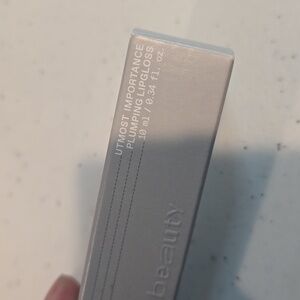 UTMOST IMPORTANCE
PLUMPING LIPGLOSS
10 ml / 0.34 fl. oz.
beauty